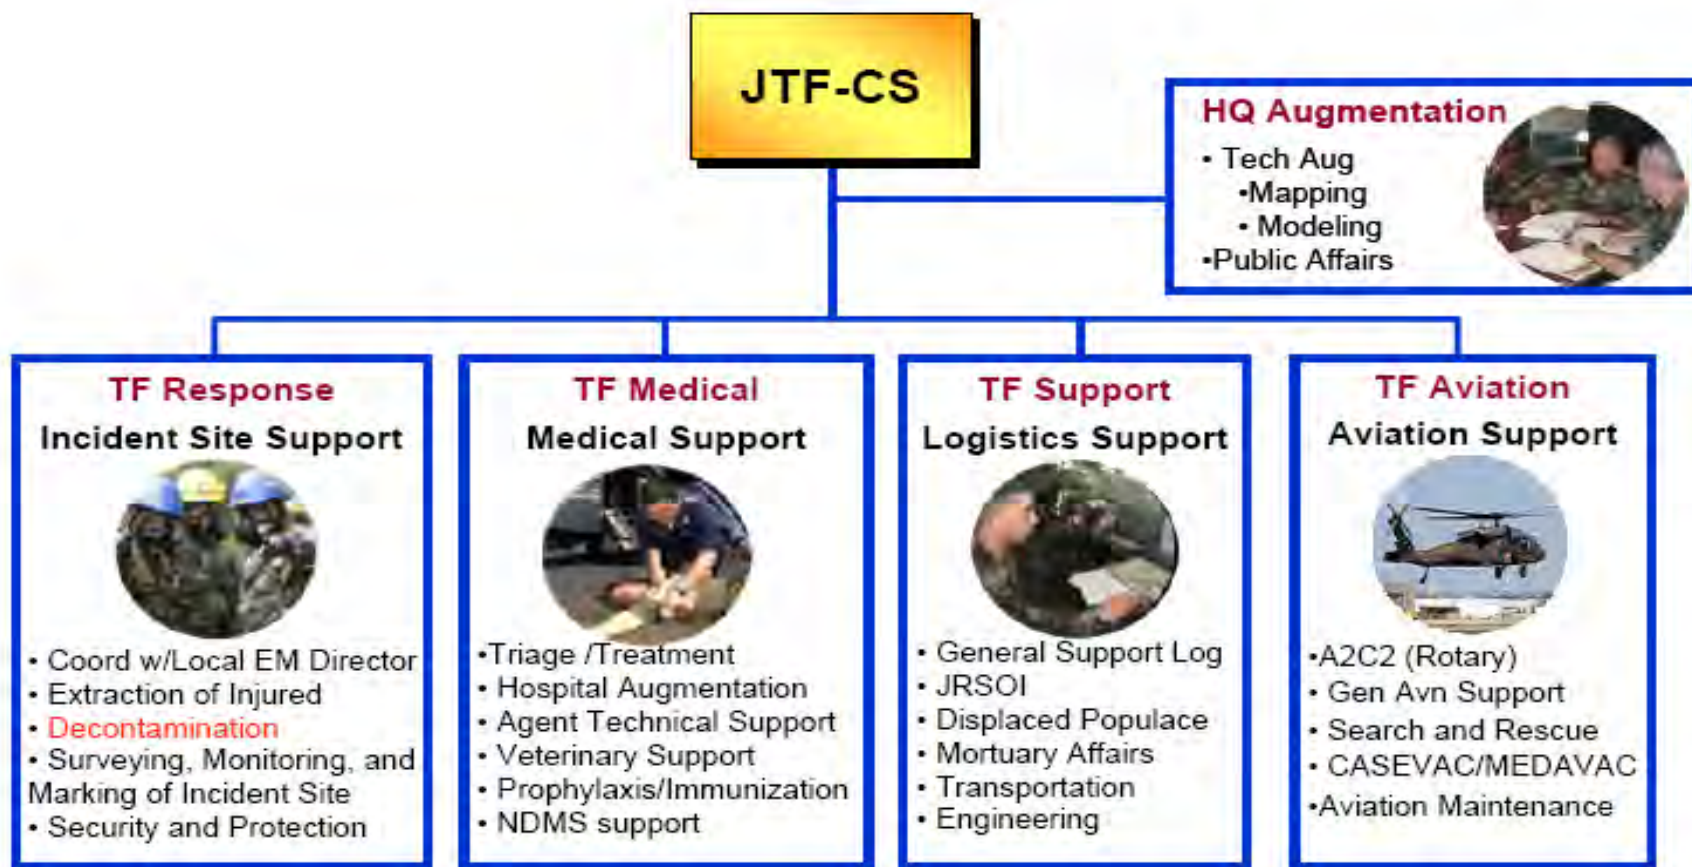 JTF-CS
HQ Augmentation
• Tech Aug
•Mapping
• Modeling
•Public Affairs
TF Response
Incident Site Support
• Coord w/Local EM Director
• Extraction of Injured
• Decontamination
• Surveying, Monitoring, and
Marking of Incident Site
• Security and Protection
TF Medical
Medical Support
•Triage /Treatment
• Hospital Augmentation
• Agent Technical Support
• Veterinary Support
• Prophylaxis/Immunization
• NDMS support
TF Support
Logistics Support
• General Support Log
• JRSOI
• Displaced Populace
• Mortuary Affairs
• Transportation
• Engineering
TF Aviation
Aviation Support
•A2C2 (Rotary)
• Gen Avn Support
• Search and Rescue
• CASEVAC/MEDAVAC
•Aviation Maintenance